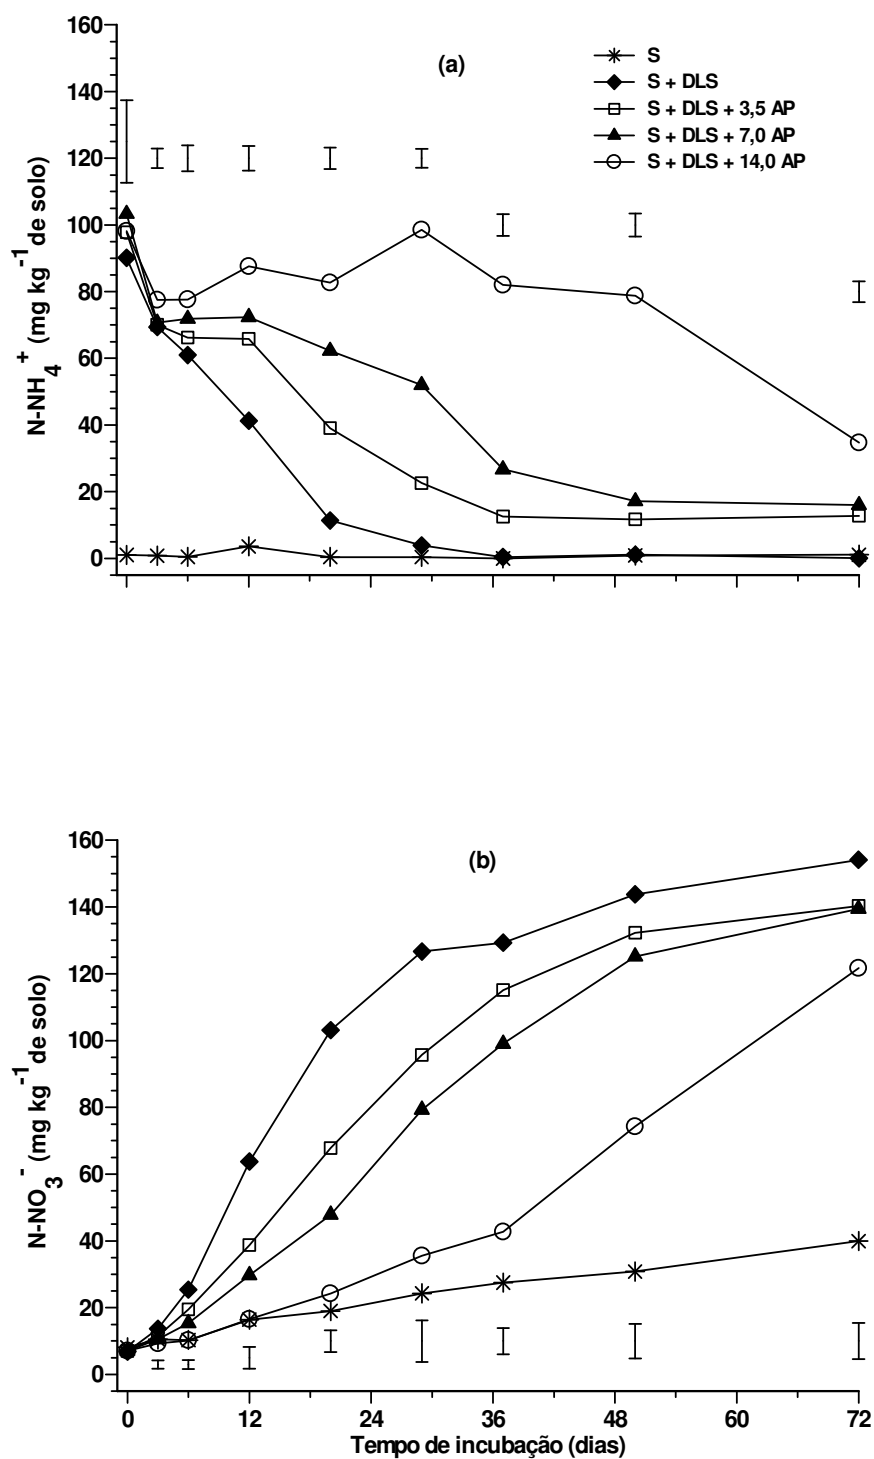 160
140
120
100
80
60
40
20
0
N-NH4+ (mg kg-1 de solo)
(a)
S
S + DLS
S + DLS + 3,5 AP
S + DLS + 7,0 AP
S + DLS + 14,0 AP
160
140
120
100
80
60
40
20
0
N-NO3- (mg kg-1 de solo)
(b)
0 12 24 36 48 60 72
Tempo de incubação (dias)